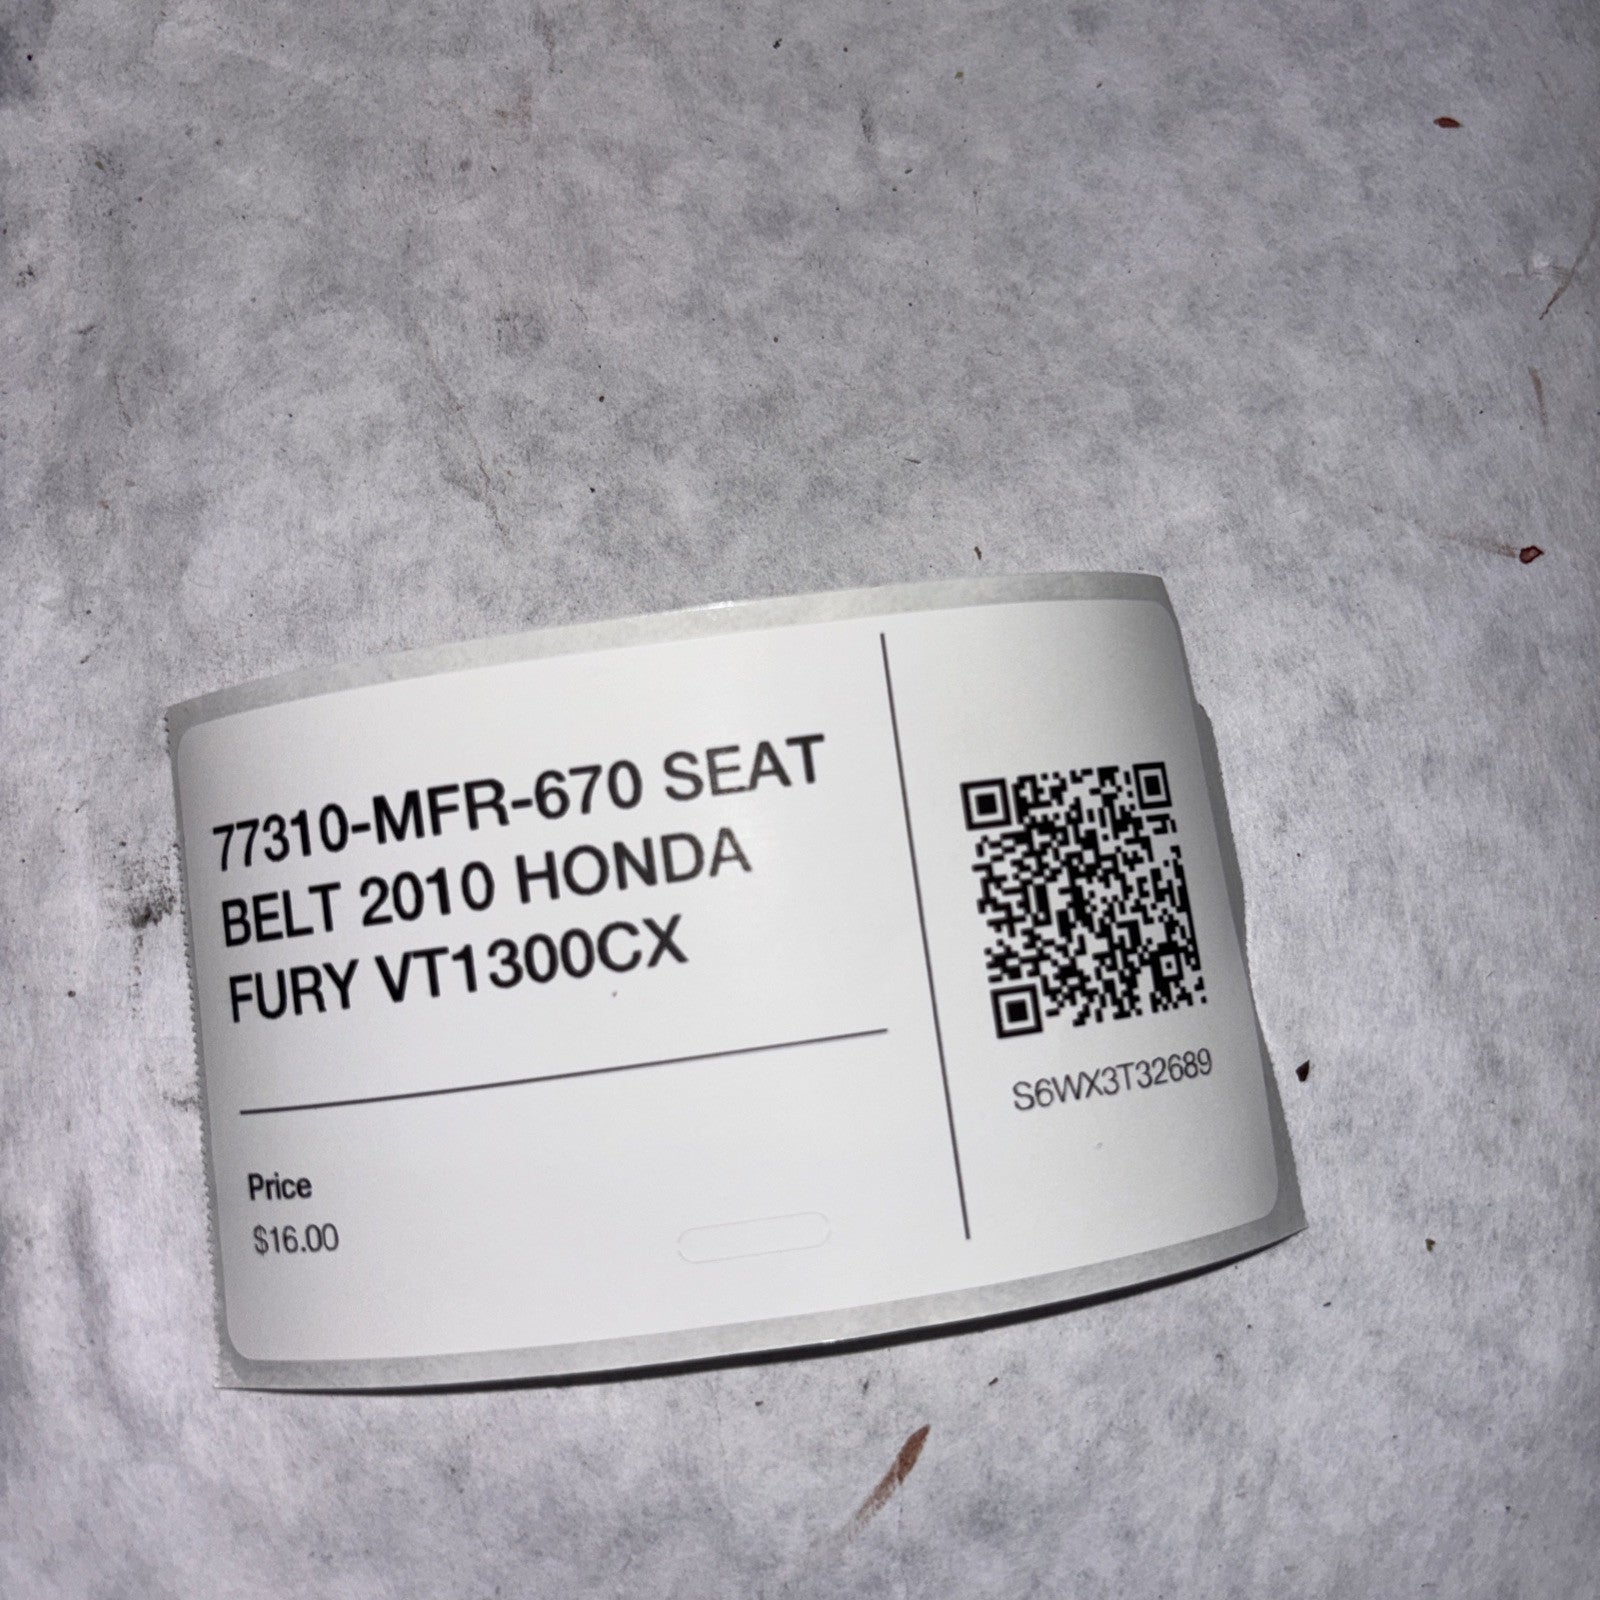 77310-MFR-670 SEAT
BELT 2010 HONDA
FURY VT1300CX
Price
$16.00
S6WX3T32689